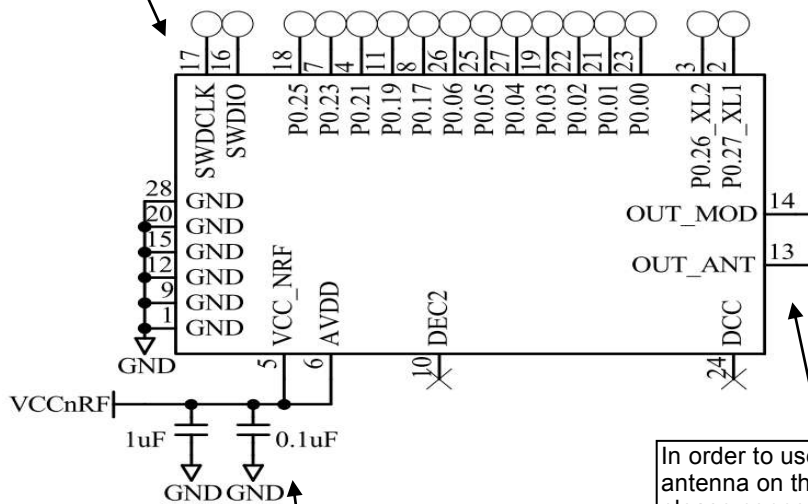 17 16 18 7 4 11 8 26 25 27 19 22 21 23 3 2
SWDCLK SWDIO P0.25 P0.23 P0.21 P0.19 P0.17 P0.06 P0.05 P0.04 P0.03 P0.02 P0.01 P0.00 P0.26_XL2 P0.27_XL1
28 GND
20 GND
15 GND
12 GND
9 GND
1 GND
OUT_MOD 14
OUT_ANT 13
VCC_NRF AVDD DEC2 DCC
5 6 10 24
GND
VCCnRF
1uF 0.1uF
GND GND
In order to use
antenna on th